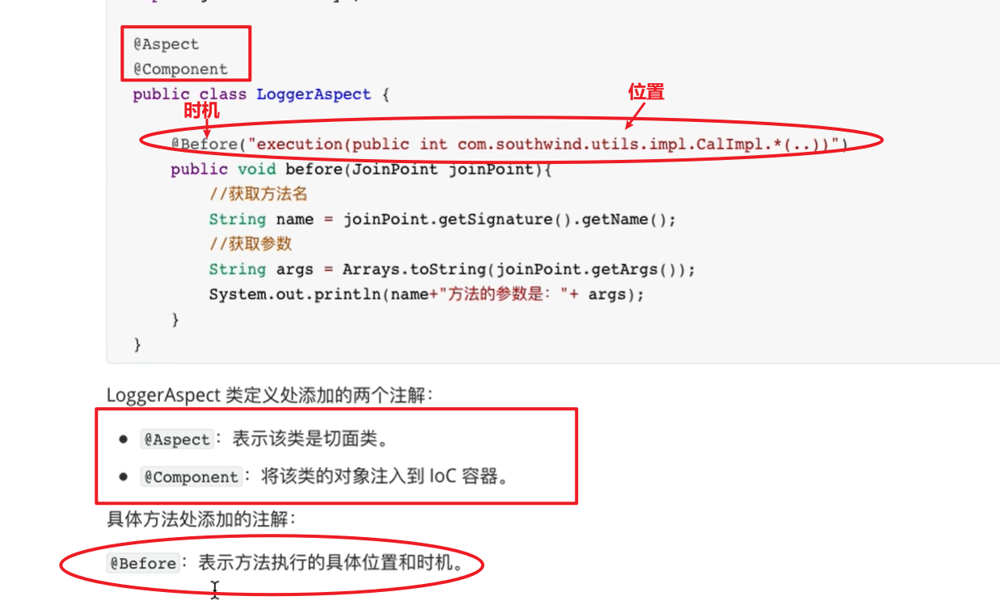 @Aspect
@Component
public class LoggerAspect {
时机
位置
@Before("execution(public int com.southwind.utils.impl.CalImpl.*(..))")
public void before(JoinPoint joinPoint){
//获取方法名
String name = joinPoint.getSignature().getName();
//获取参数
String args = Arrays.toString(joinPoint.getArgs());
System.out.println(name+"方法的参数是："+ args);
}
}
LoggerAspect 类定义处添加的两个注解：
● @Aspect：表示该类是切面类。
● @Component：将该类的对象注入到 IoC 容器。
具体方法处添加的注解：
@Before：表示方法执行的具体位置和时机。